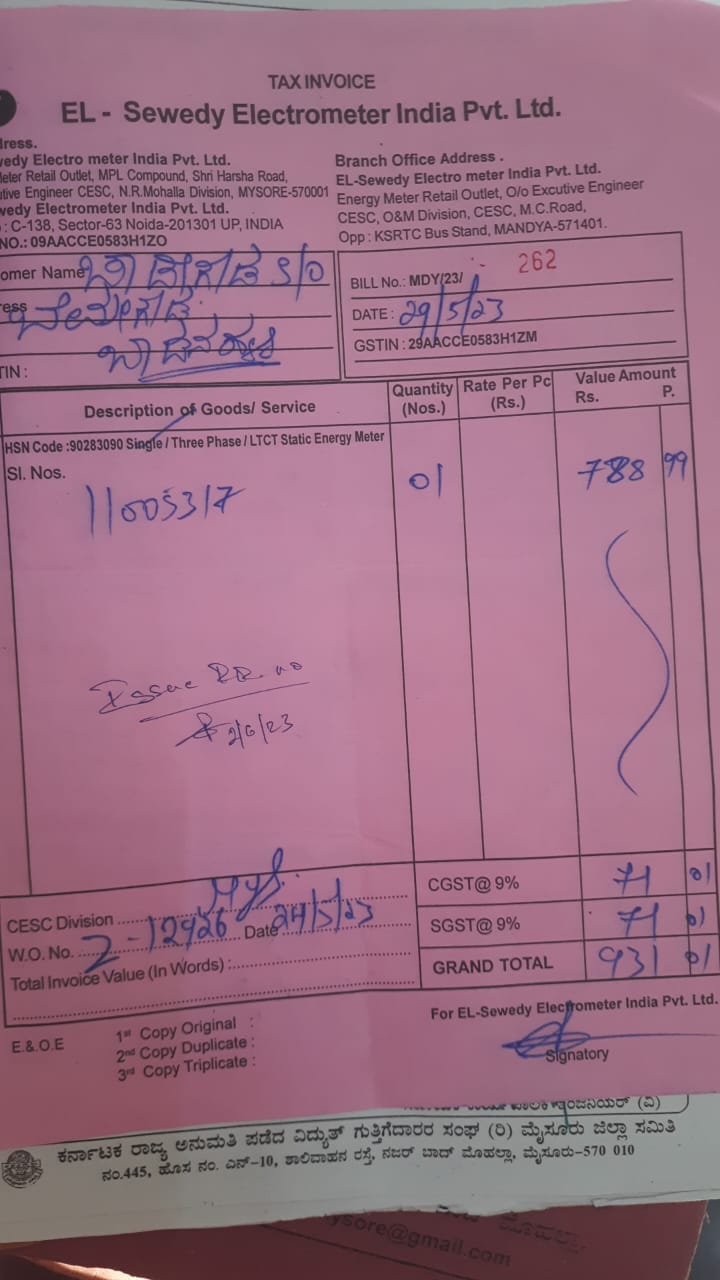 TAX INVOICE
EL - Sewedy Electrometer India Pvt. Ltd.
dress.
wedy Electro meter India Pvt. Ltd.
Meter Retail Outlet, MPL Compound, Shri Harsha Road,
utive Engineer CESC, N.R.Mohalla Division, MYSORE-570001
wedy Electrometer India Pvt. Ltd.
: C-138, Sector-63 Noida-201301 UP, INDIA
NO.: 09AACCE0583H1ZO
Branch Office Address .
EL-Sewedy Electro meter India Pvt. Ltd.
Energy Meter Retail Outlet, O/o Excutive Engineer
CESC, O&M Division, CESC, M.C.Road,
Opp : KSRTC Bus Stand, MANDYA-571401.
omer Name S/O
ess
TIN :
BILL No.: MDY/23/ 262
DATE : 29/5/23
GSTIN : 29AACCE0583H1ZM
Description of Goods/ Service
Quantity (Nos.)
Rate Per Pc (Rs.)
Value Amount Rs. P.
HSN Code :90283090 Single / Three Phase / LTCT Static Energy Meter
Sl. Nos.
11005317 01 788 99
Issue RR. no
2/6/23
CESC Division Mys.
W.O. No. 2-12926 Date 24/5/23
Total Invoice Value (In Words) :
CGST@ 9% 71 01
SGST@ 9% 71 01
GRAND TOTAL 931 01
E.& O.E
1st Copy Original :
2nd Copy Duplicate :
3rd Copy Triplicate :
For EL-Sewedy Electrometer India Pvt. Ltd.
Signatory
ಕರ್ನಾಟಕ ರಾಜ್ಯ ಅನುಮತಿ ಪಡೆದ ವಿದ್ಯುತ್ ಗುತ್ತಿಗೆದಾರರ ಸಂಘ (ರಿ) ಮೈಸೂರು ಜಿಲ್ಲಾ ಸಮಿತಿ
ನಂ.445, ಹೊಸ ನಂ. ಎನ್-10, ಶಾಲಿವಾಹನ ರಸ್ತೆ, ನಜರ್ ಬಾದ್ ಮೊಹಲ್ಲಾ, ಮೈಸೂರು-570 010
ysore@gmail.com